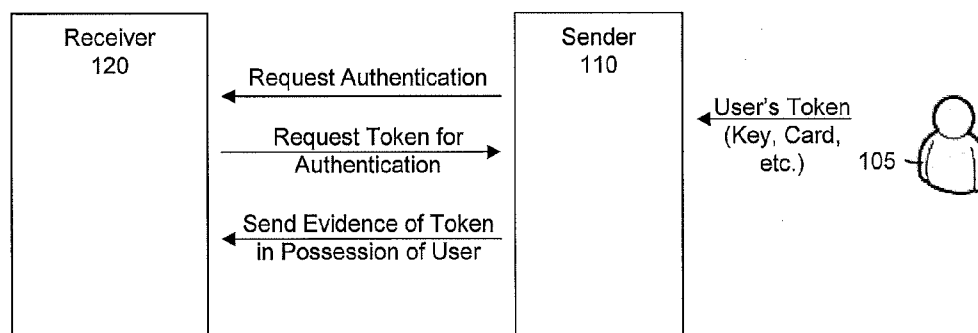 Receiver
120
Sender
110
Request Authentication
User's Token
(Key, Card,
etc.)
105
Request Token for
Authentication
Send Evidence of Token
in Possession of User